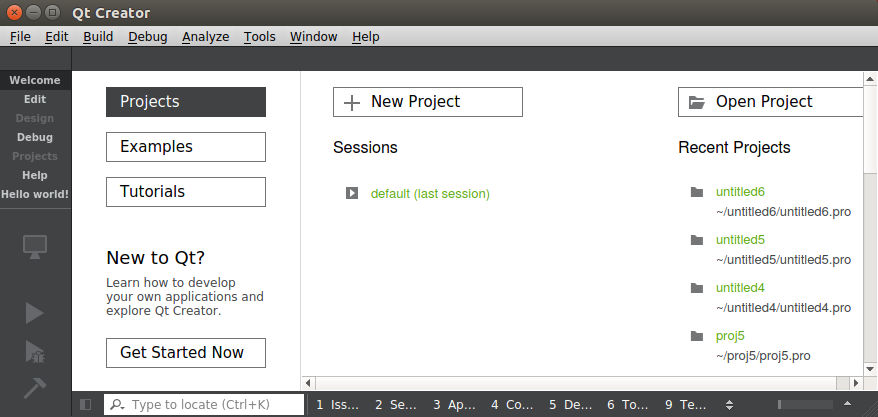 Qt Creator
File Edit Build Debug Analyze Tools Window Help
Welcome
Edit
Design
Debug
Projects
Help
Hello world!
Projects
Examples
Tutorials
New to Qt?
Learn how to develop
your own applications and
explore Qt Creator.
Get Started Now
New Project
Sessions
default (last session)
Open Project
Recent Projects
untitled6
~/untitled6/untitled6.pro
untitled5
~/untitled5/untitled5.pro
untitled4
~/untitled4/untitled4.pro
proj5
~/proj5/proj5.pro
Type to locate (Ctrl+K) 1 Iss... 2 Se... 3 Ap... 4 Co... 5 De... 6 To... 9 Te...